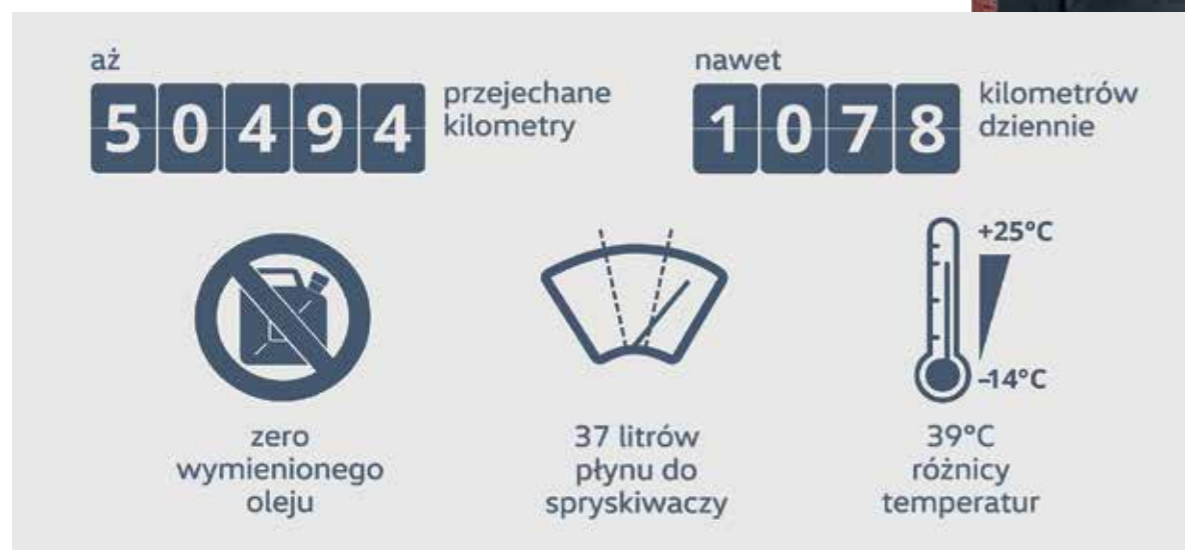 aż
50494
przejechane
kilometry
nawet
1078
kilometrów
dziennie
zero
wymienionego
oleju
37 litrów
płynu do
spryskiwaczy
+25°C
–14°C
39°C
różnicy
temperatur